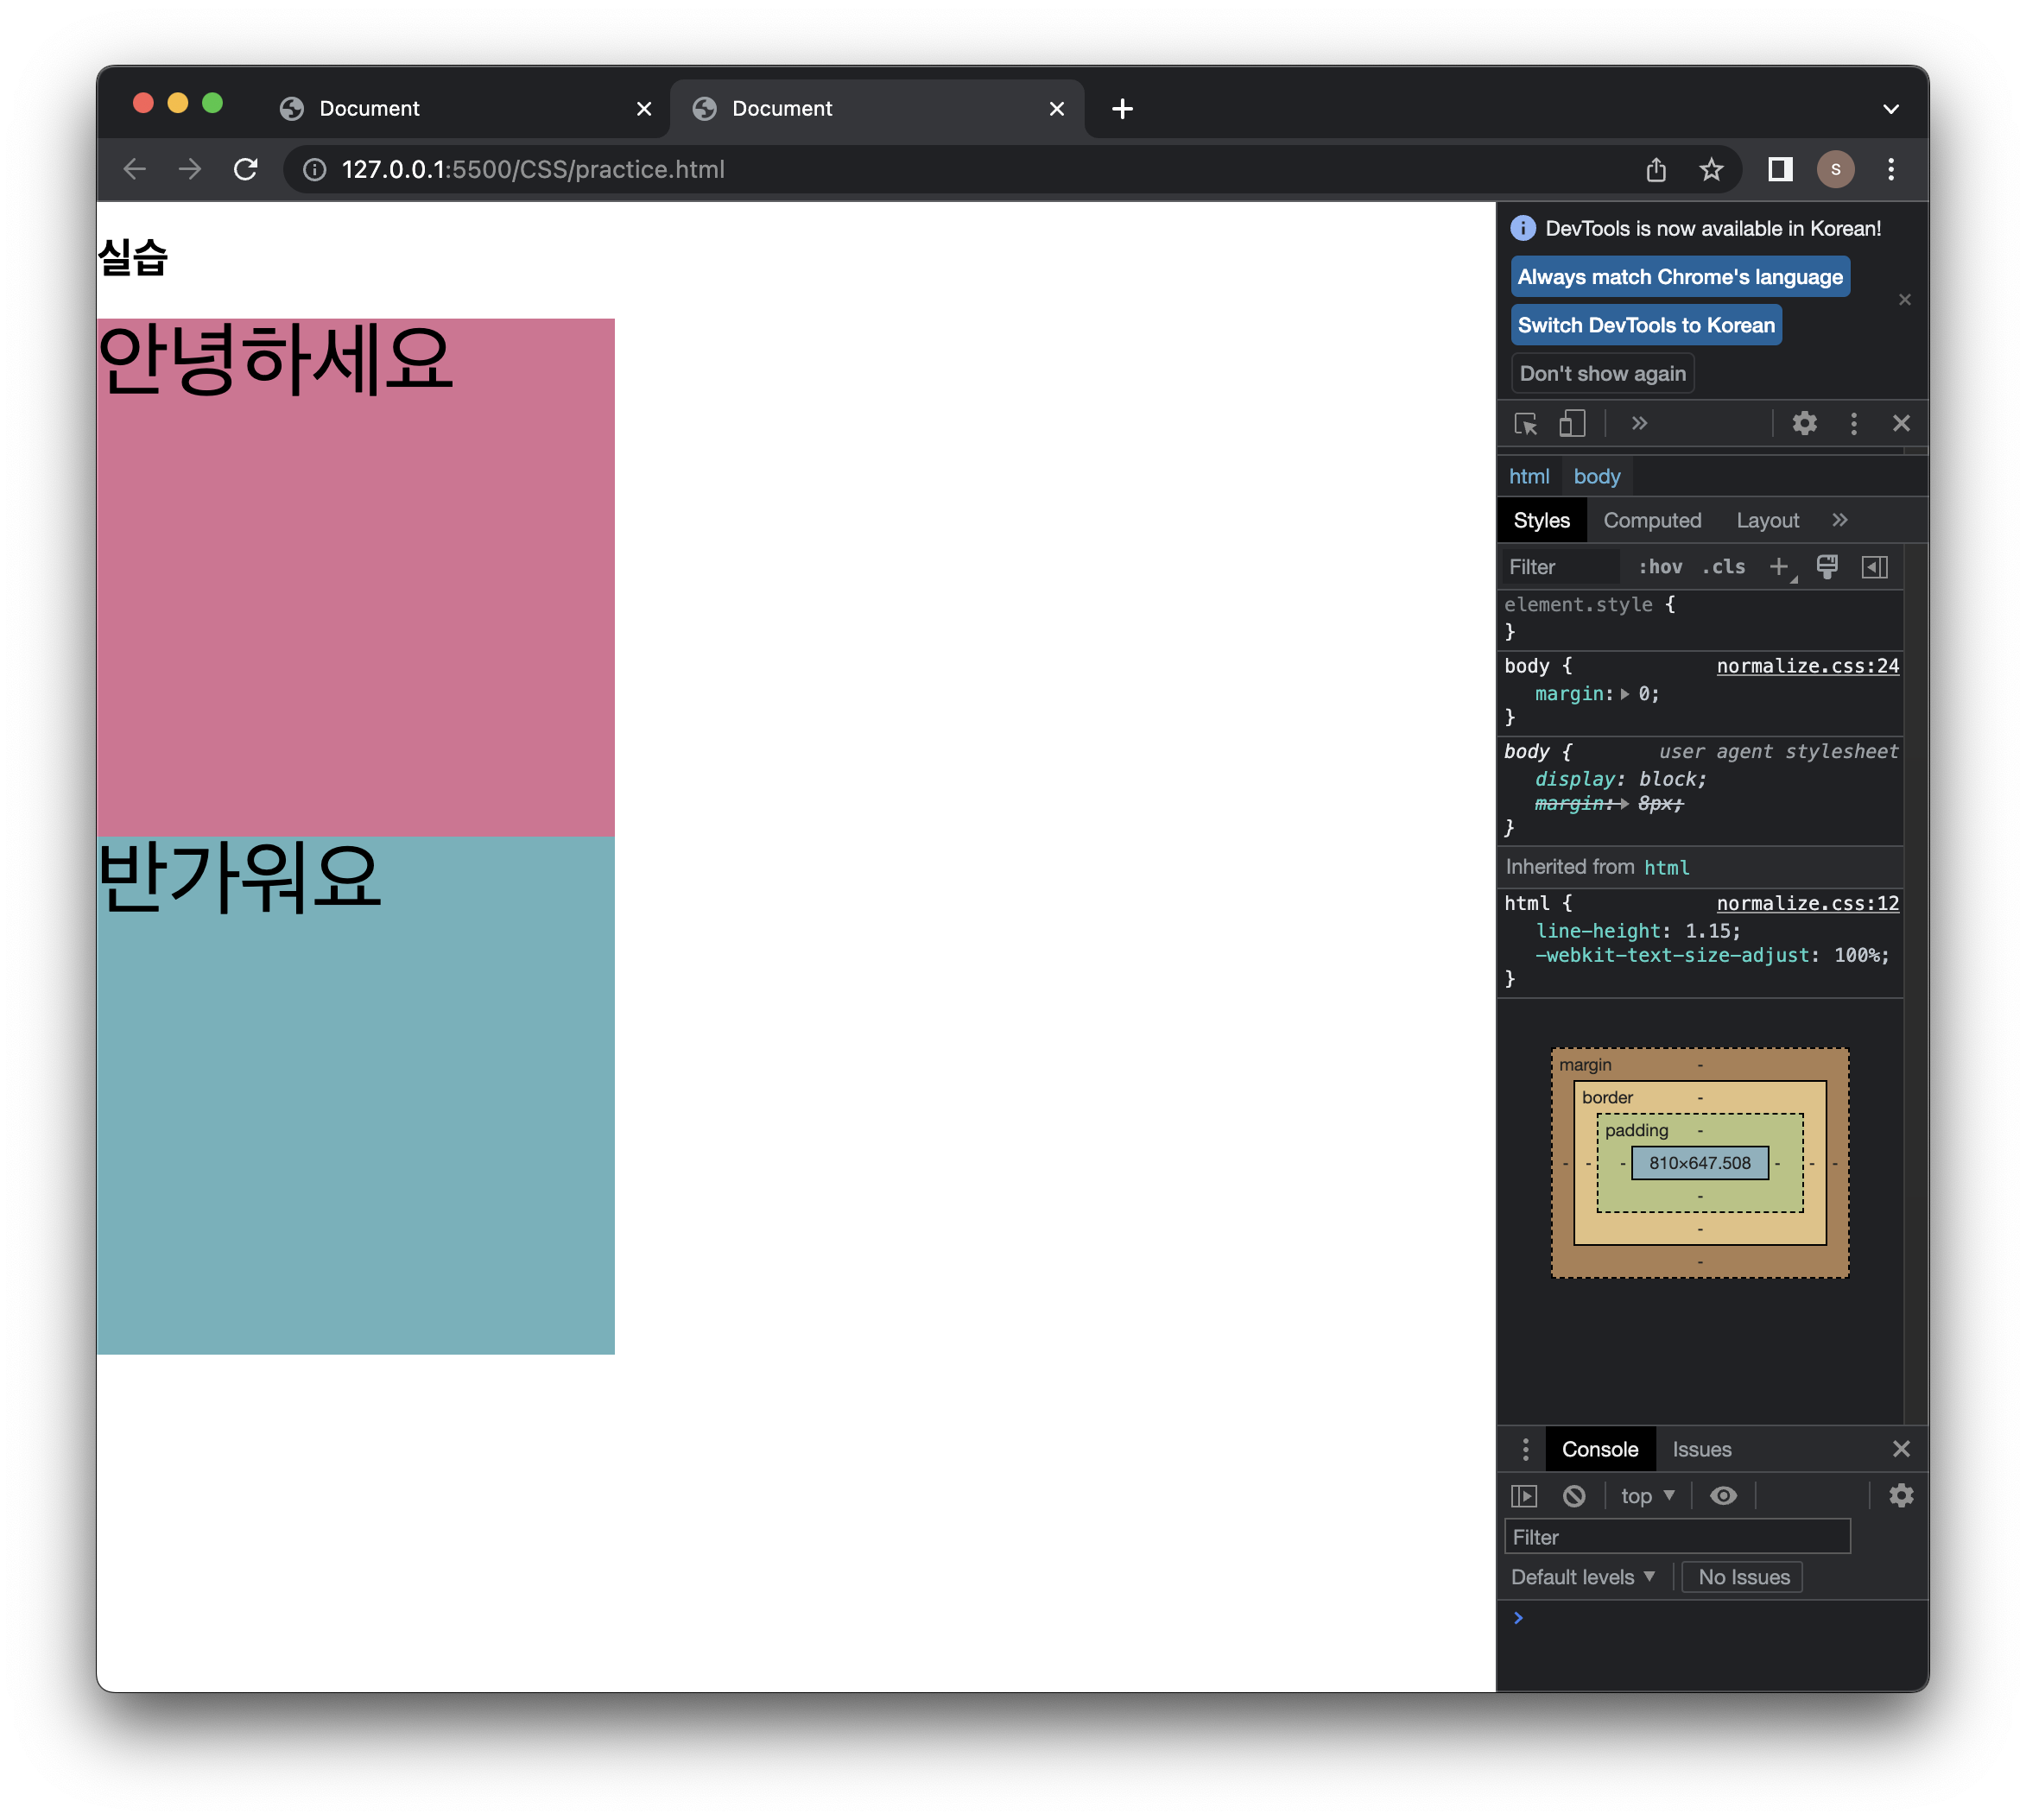 Document
Document
127.0.0.1:5500/CSS/practice.html
S
실습
안녕하세요
반가워요
DevTools is now available in Korean!
Always match Chrome's language
Switch DevTools to Korean
Don't show again
html body
Styles Computed Layout
Filter :hov .cls
element.style {
}
body { normalize.css:24
margin: 0;
}
body { user agent stylesheet
display: block;
margin: 8px;
}
Inherited from html
html { normalize.css:12
line-height: 1.15;
-webkit-text-size-adjust: 100%;
}
margin -
border -
padding -
- - - 810×647.508 - - -
-
-
-
Console Issues
top
Filter
Default levels No Issues